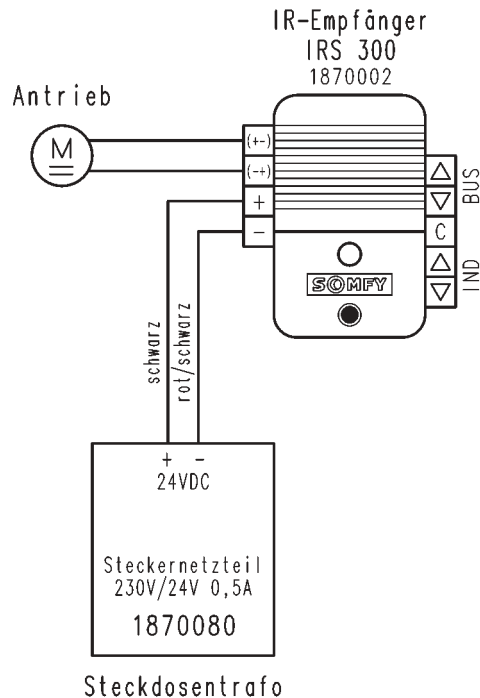 IR-Empfänger
IRS 300
1870002
Antrieb
M
(+-)
(-+)
+
-
BUS
C
IND
SOMFY
schwarz
rot/schwarz
+ -
24VDC
Steckernetzteil
230V/24V 0,5A
1870080
Steckdosentrafo